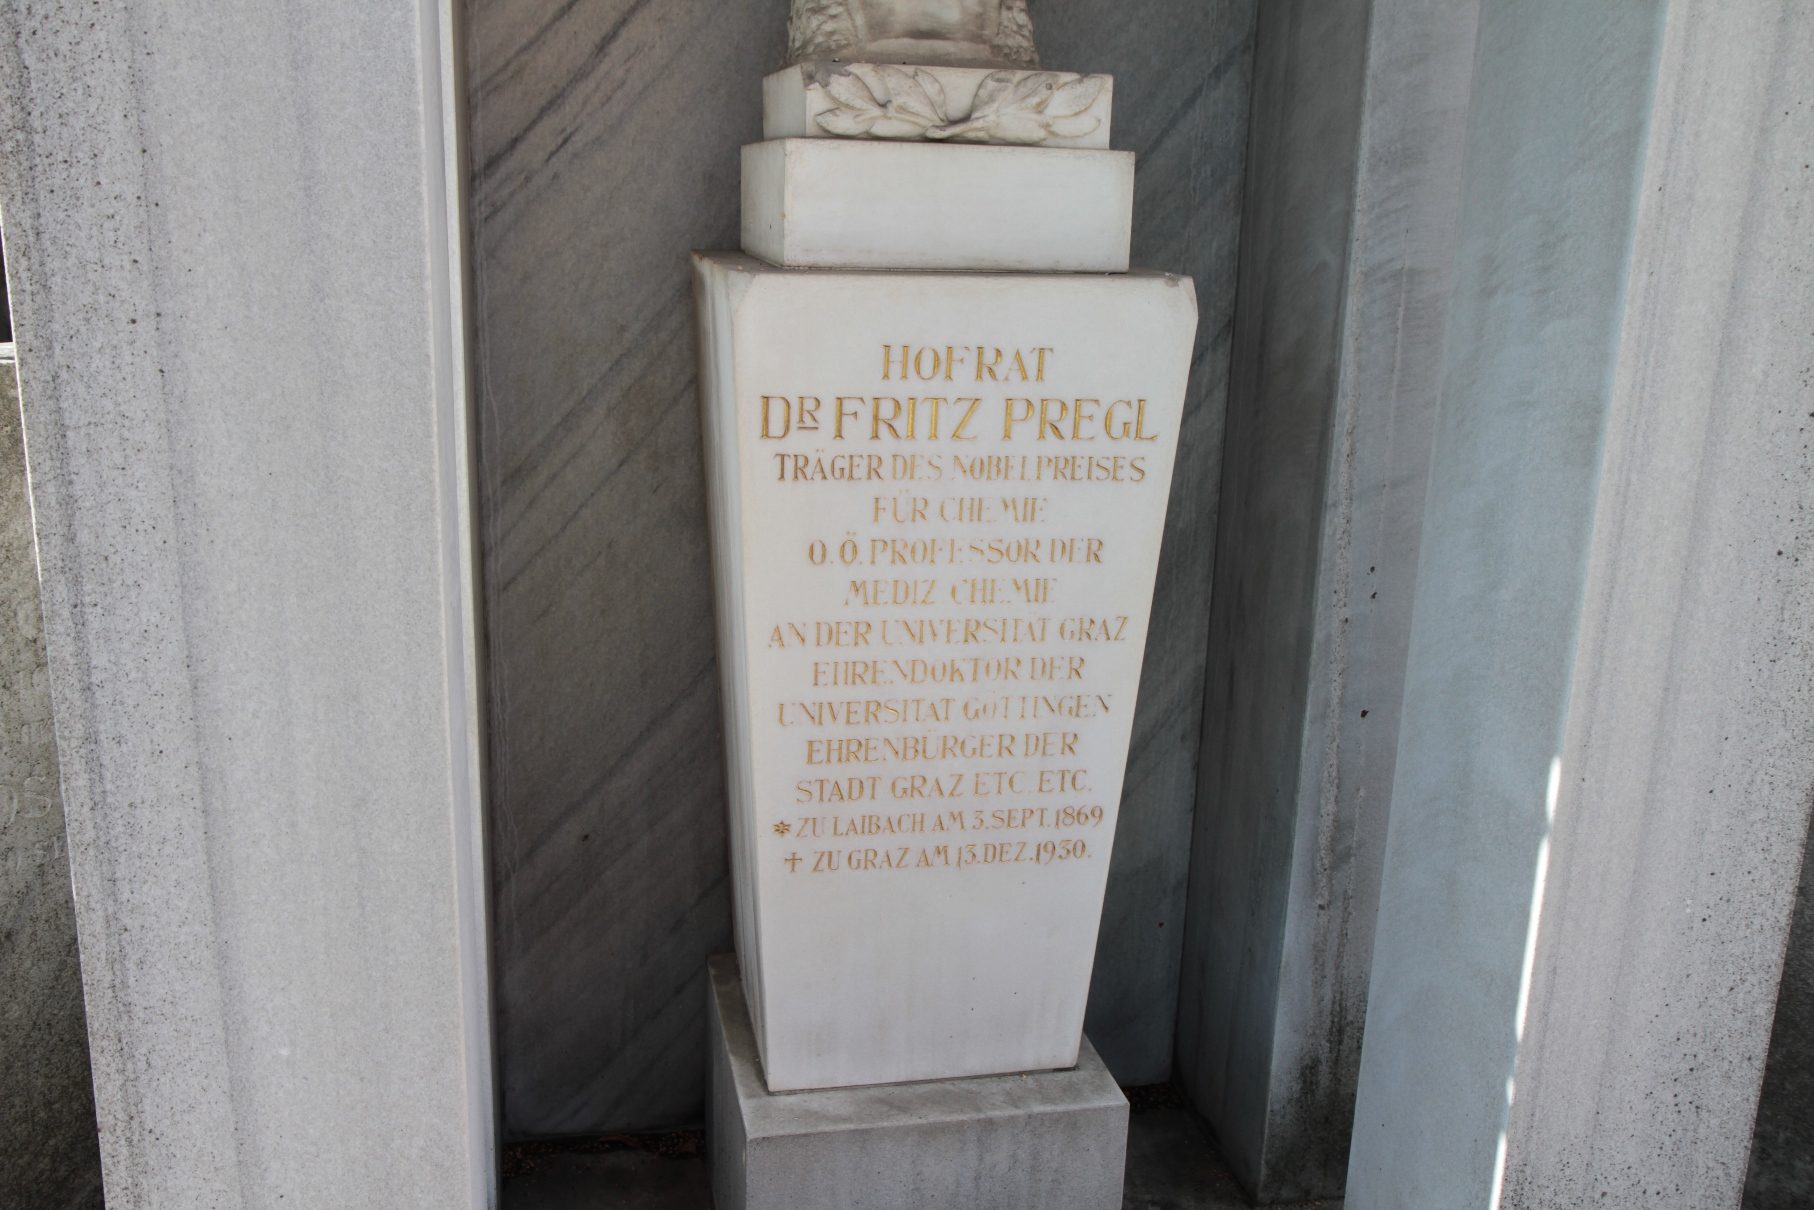 HOFRAT
DR FRITZ PREGL
TRÄGER DES NOBELPREISES
FÜR CHEMIE
O.Ö. PROFESSOR DER
MEDIZ CHEMIE
AN DER UNIVERSITÄT GRAZ
EHRENDOKTOR DER
UNIVERSITAT GÖTTINGEN
EHRENBÜRGER DER
STADT GRAZ ETC. ETC.
* ZU LAIBACH AM 3. SEPT. 1869
✝ ZU GRAZ AM 13. DEZ. 1930.